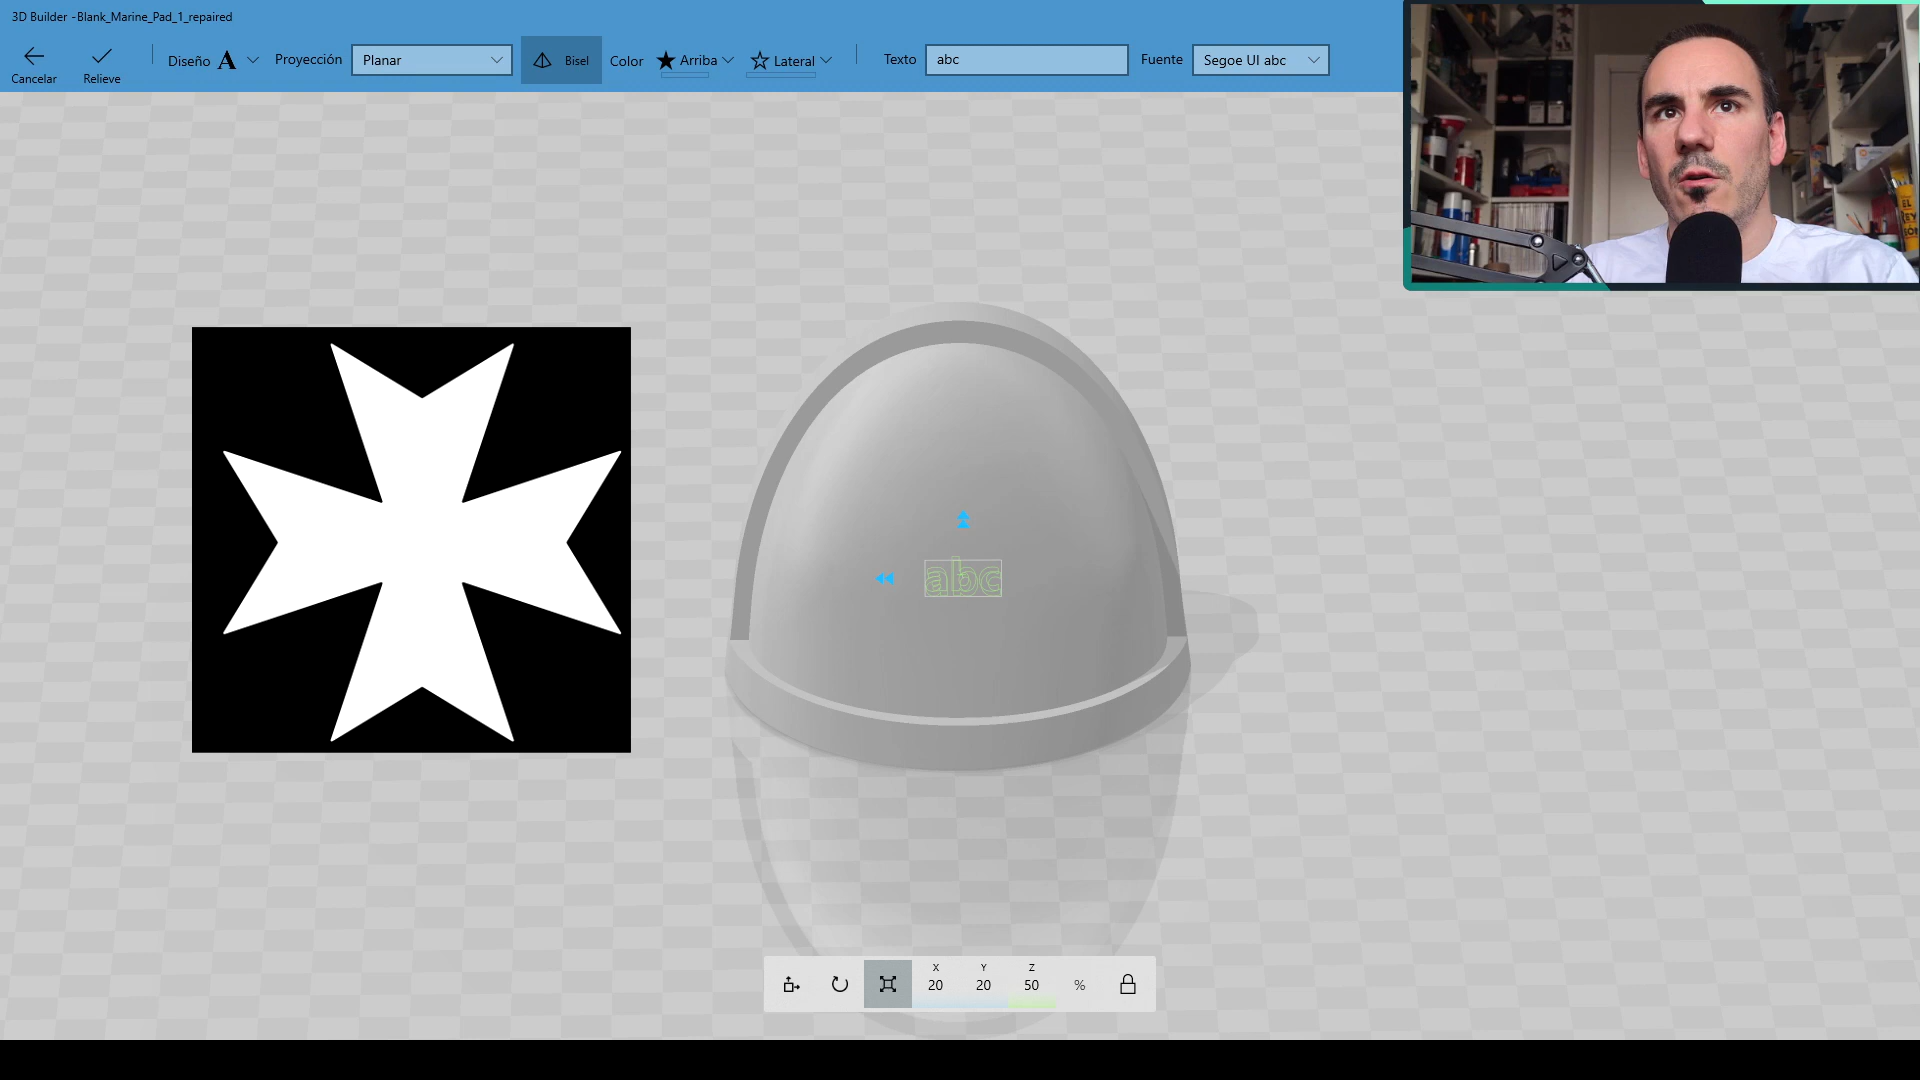 3D Builder -Blank_Marine_Pad_1_repaired
Cancelar
Relieve
Diseño A
Proyección
Planar
Bisel
Color
Arriba
Lateral
Texto
abc
Fuente
Segoe UI abc
abc
X Y Z
20 20 50 %
EL